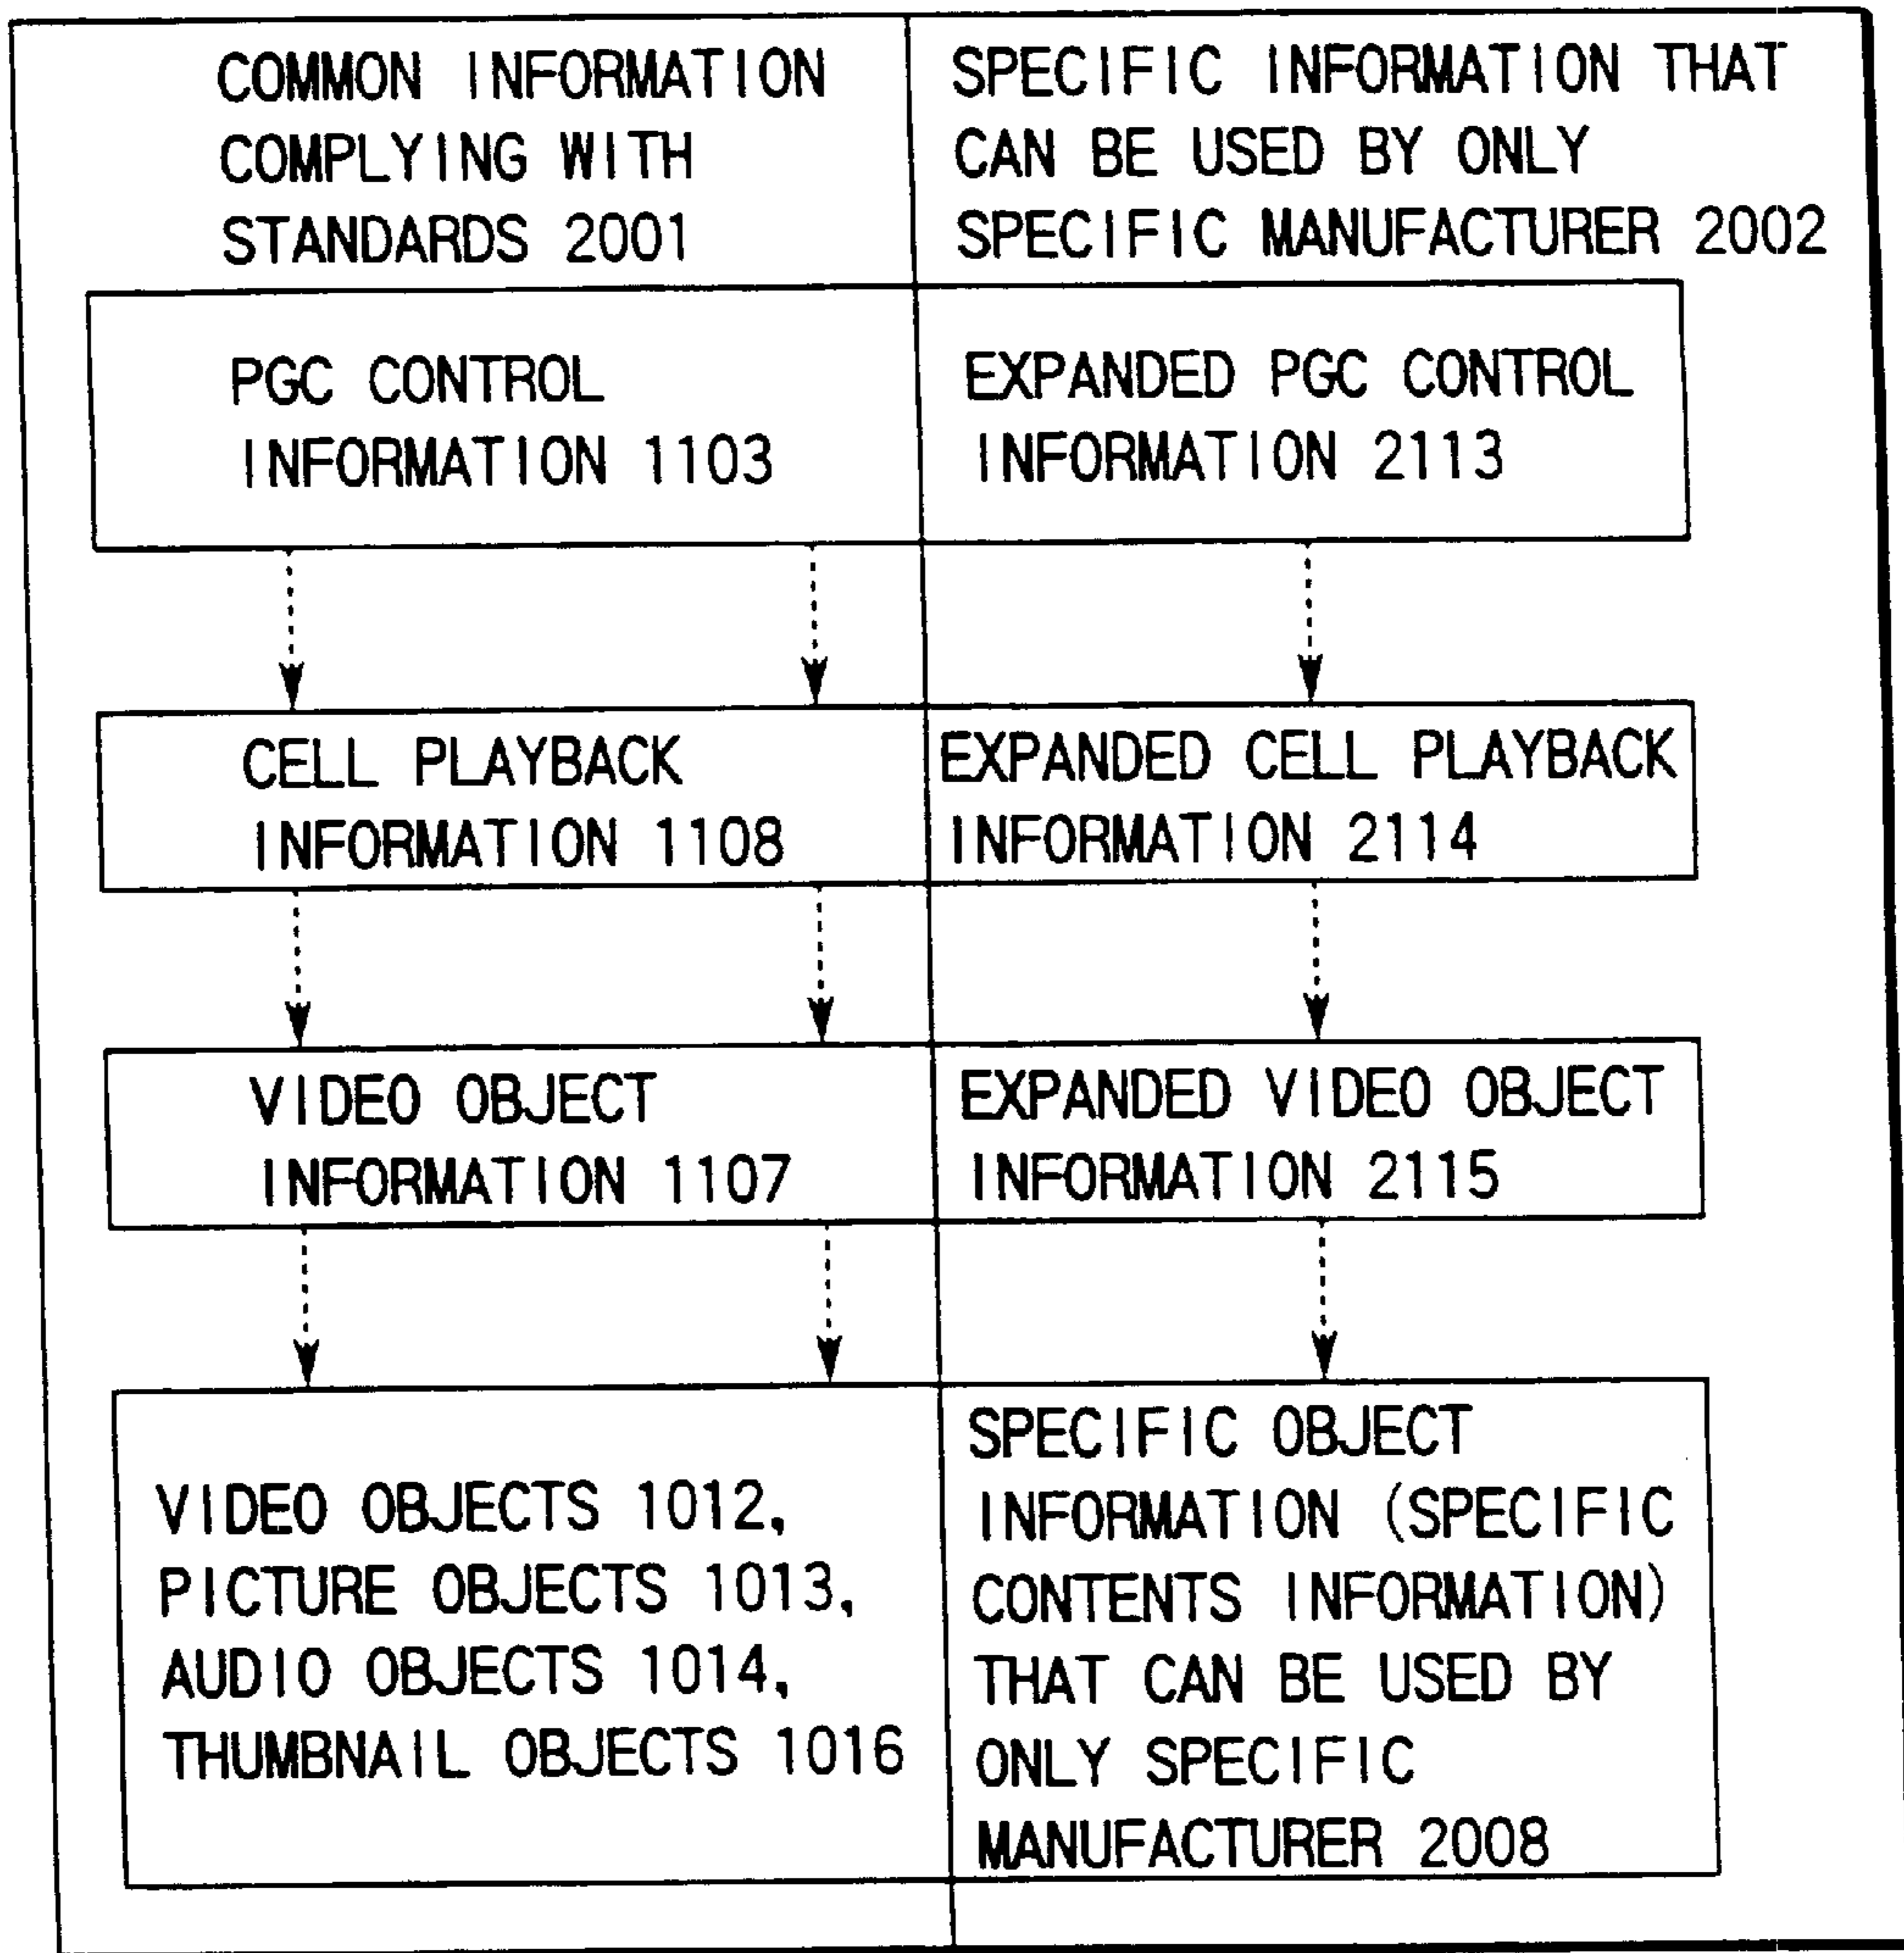 COMMON INFORMATION
COMPLYING WITH
STANDARDS 2001
SPECIFIC INFORMATION THAT
CAN BE USED BY ONLY
SPECIFIC MANUFACTURER 2002
PGC CONTROL
INFORMATION 1103
EXPANDED PGC CONTROL
INFORMATION 2113
CELL PLAYBACK
INFORMATION 1108
EXPANDED CELL PLAYBACK
INFORMATION 2114
VIDEO OBJECT
INFORMATION 1107
EXPANDED VIDEO OBJECT
INFORMATION 2115
VIDEO OBJECTS 1012,
PICTURE OBJECTS 1013,
AUDIO OBJECTS 1014,
THUMBNAIL OBJECTS 1016
SPECIFIC OBJECT
INFORMATION (SPECIFIC
CONTENTS INFORMATION)
THAT CAN BE USED BY
ONLY SPECIFIC
MANUFACTURER 2008